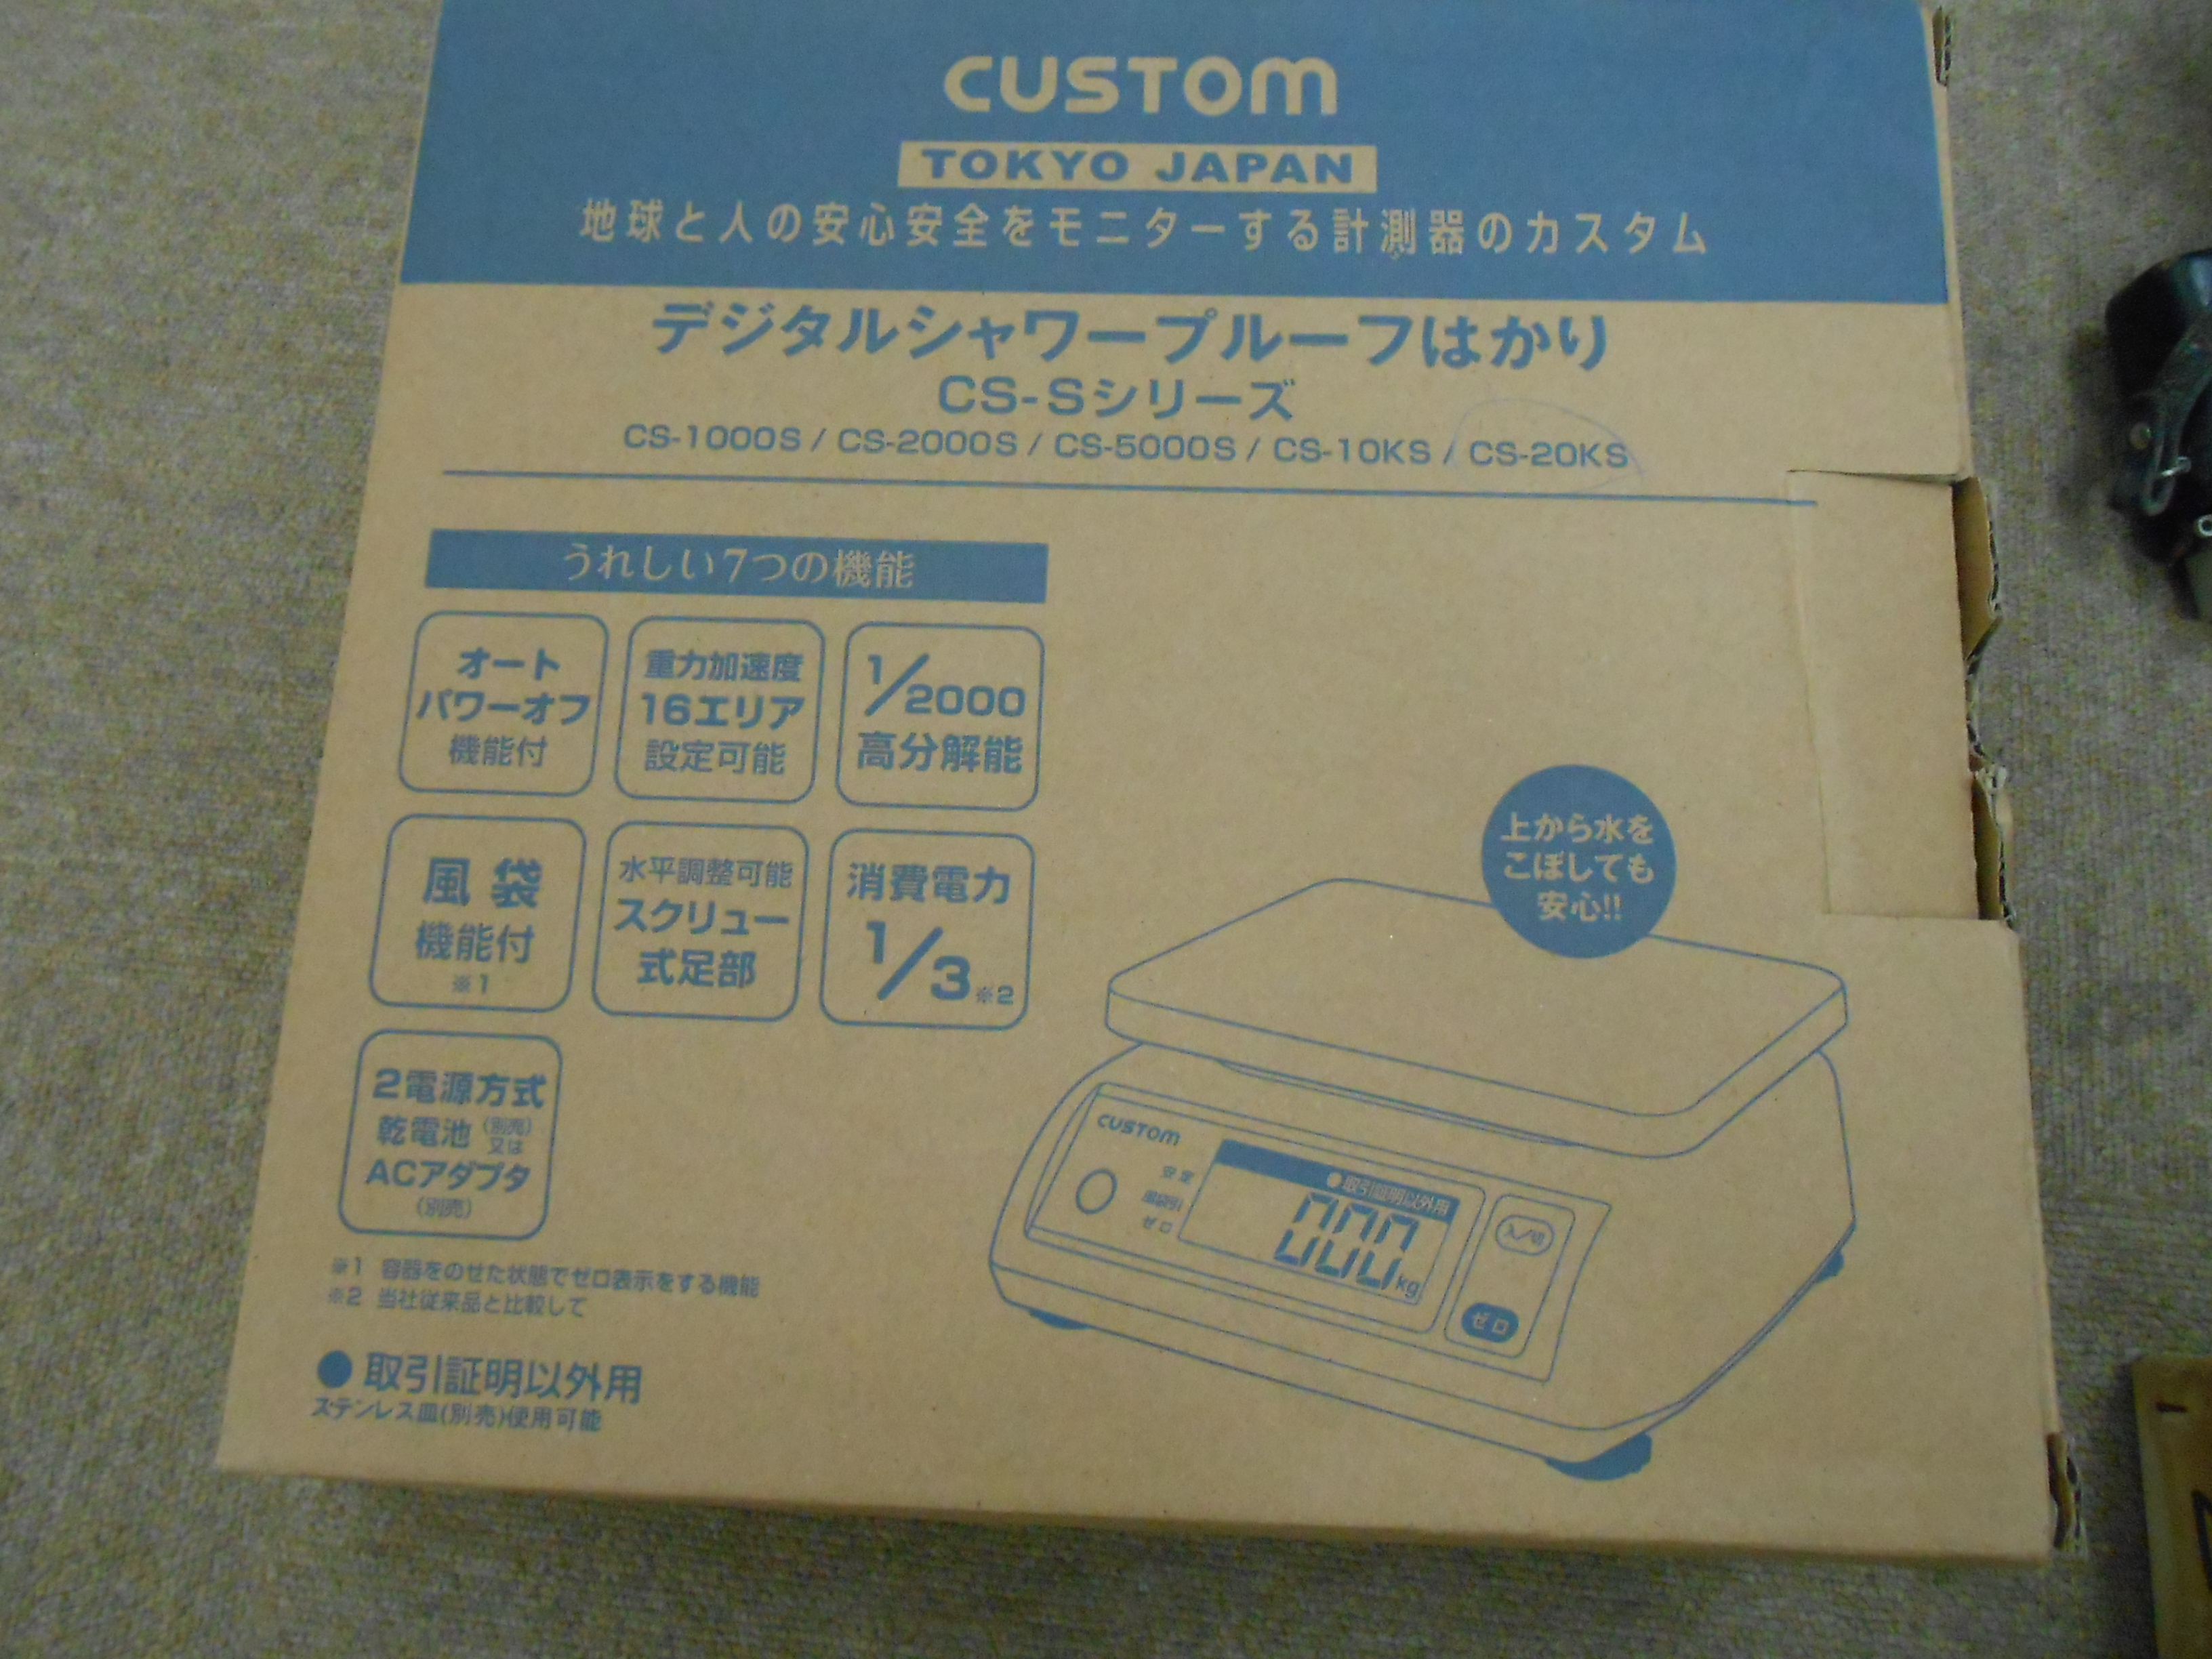 CUSTOM
TOKYO JAPAN
地球と人の安心安全をモニターする計測器のカスタム
デジタルシャワープルーフはかり
CS-Sシリーズ
CS-1000S / CS-2000S / CS-5000S / CS-10KS / CS-20KS
うれしい7つの機能
オート
パワーオフ
機能付
重力加速度
16エリア
設定可能
1/2000
高分解能
風袋
機能付
※1
水平調整可能
スクリュー
式足部
消費電力
1/3※2
2電源方式
乾電池(別売)又は
ACアダプタ
(別売)
※1 容器をのせた状態でゼロ表示をする機能
※2 当社従来品と比較して
●取引証明以外用
ステンレス皿(別売)使用可能
上から水を
こぼしても
安心!!
CUSTOM
安定
風袋引
ゼロ
●取引証明以外用
000kg
入/切
ゼロ